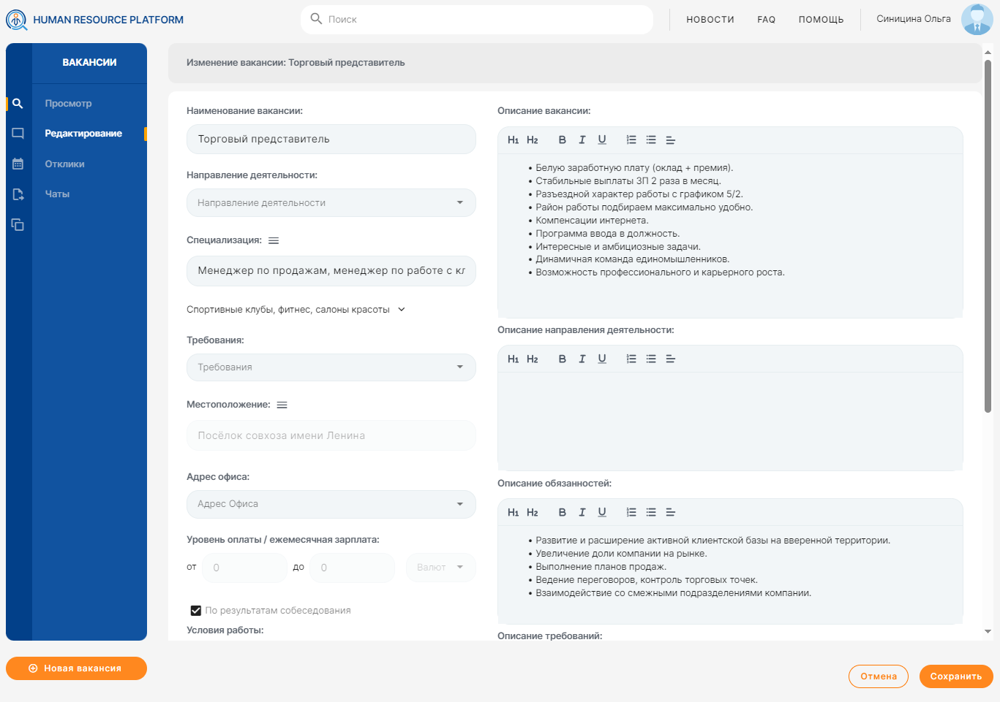 HUMAN RESOURCE PLATFORM
Поиск
НОВОСТИ
FAQ
ПОМОЩЬ
Синицина Ольга
ВАКАНСИИ
Просмотр
Редактирование
Отклики
Чаты
Новая вакансия
Изменение вакансии: Торговый представитель
Наименование вакансии:
Торговый представитель
Направление деятельности:
Направление деятельности
Специализация:
Менеджер по продажам, менеджер по работе с кл
Спортивные клубы, фитнес, салоны красоты
Требования:
Требования
Местоположение:
Посёлок совхоза имени Ленина
Адрес офиса:
Адрес Офиса
Уровень оплаты / ежемесячная зарплата:
от 0 до 0 Валют
По результатам собеседования
Условия работы:
Описание вакансии:
H1 H2 B I U
• Белую заработную плату (оклад + премия).
• Стабильные выплаты ЗП 2 раза в месяц.
• Разъездной характер работы с графиком 5/2.
• Район работы подбираем максимально удобно.
• Компенсации интернета.
• Программа ввода в должность.
• Интересные и амбициозные задачи.
• Динамичная команда единомышленников.
• Возможность профессионального и карьерного роста.
Описание направления деятельности:
H1 H2 B I U
Описание обязанностей:
H1 H2 B I U
• Развитие и расширение активной клиентской базы на вверенной территории.
• Увеличение доли компании на рынке.
• Выполнение планов продаж.
• Ведение переговоров, контроль торговых точек.
• Взаимодействие со смежными подразделениями компании.
Описание требований:
Отмена
Сохранить